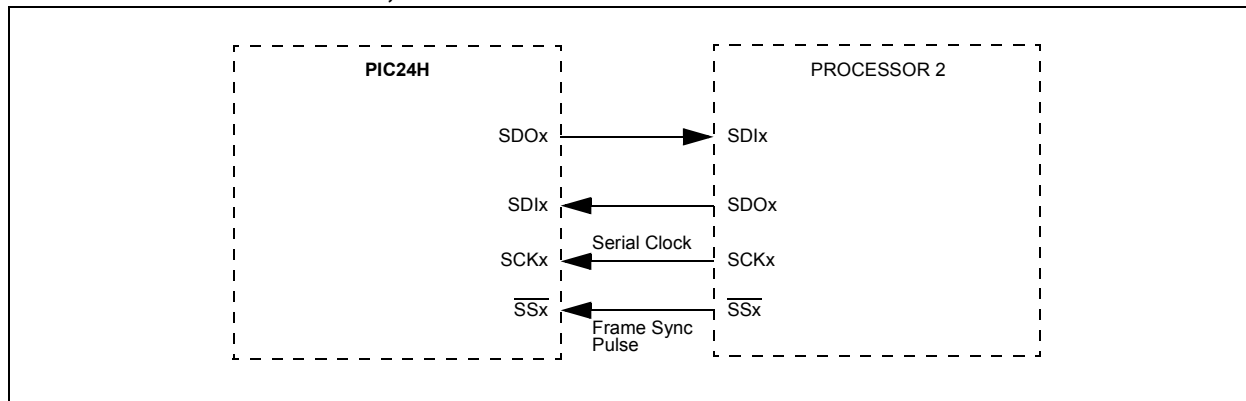 PIC24H
PROCESSOR 2
SDOx
SDIx
SDIx
SDOx
Serial Clock
SCKx
SCKx
SSx
SSx
Frame Sync
Pulse